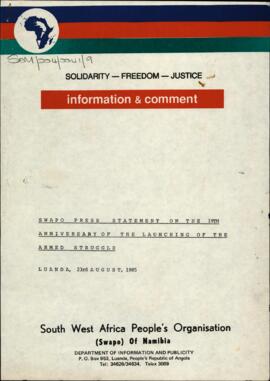 SOLIDARITY — FREEDOM — JUSTICE
information & comment
SWAPO PRESS STATEMENT ON THE 19TH
ANNIVERSARY OF THE LAUNCHING OF THE
ARMED STRUGGLE
LUANDA, 23rd AUGUST, 1985
South West Africa People's Organisation
(Swapo) Of Namibia
DEPARTMENT OF INFORMATION AND PUBLICITY
P. O. Box 953, Luanda, People's Republic of Angola
Tel: 34626/34634. Telex 3069